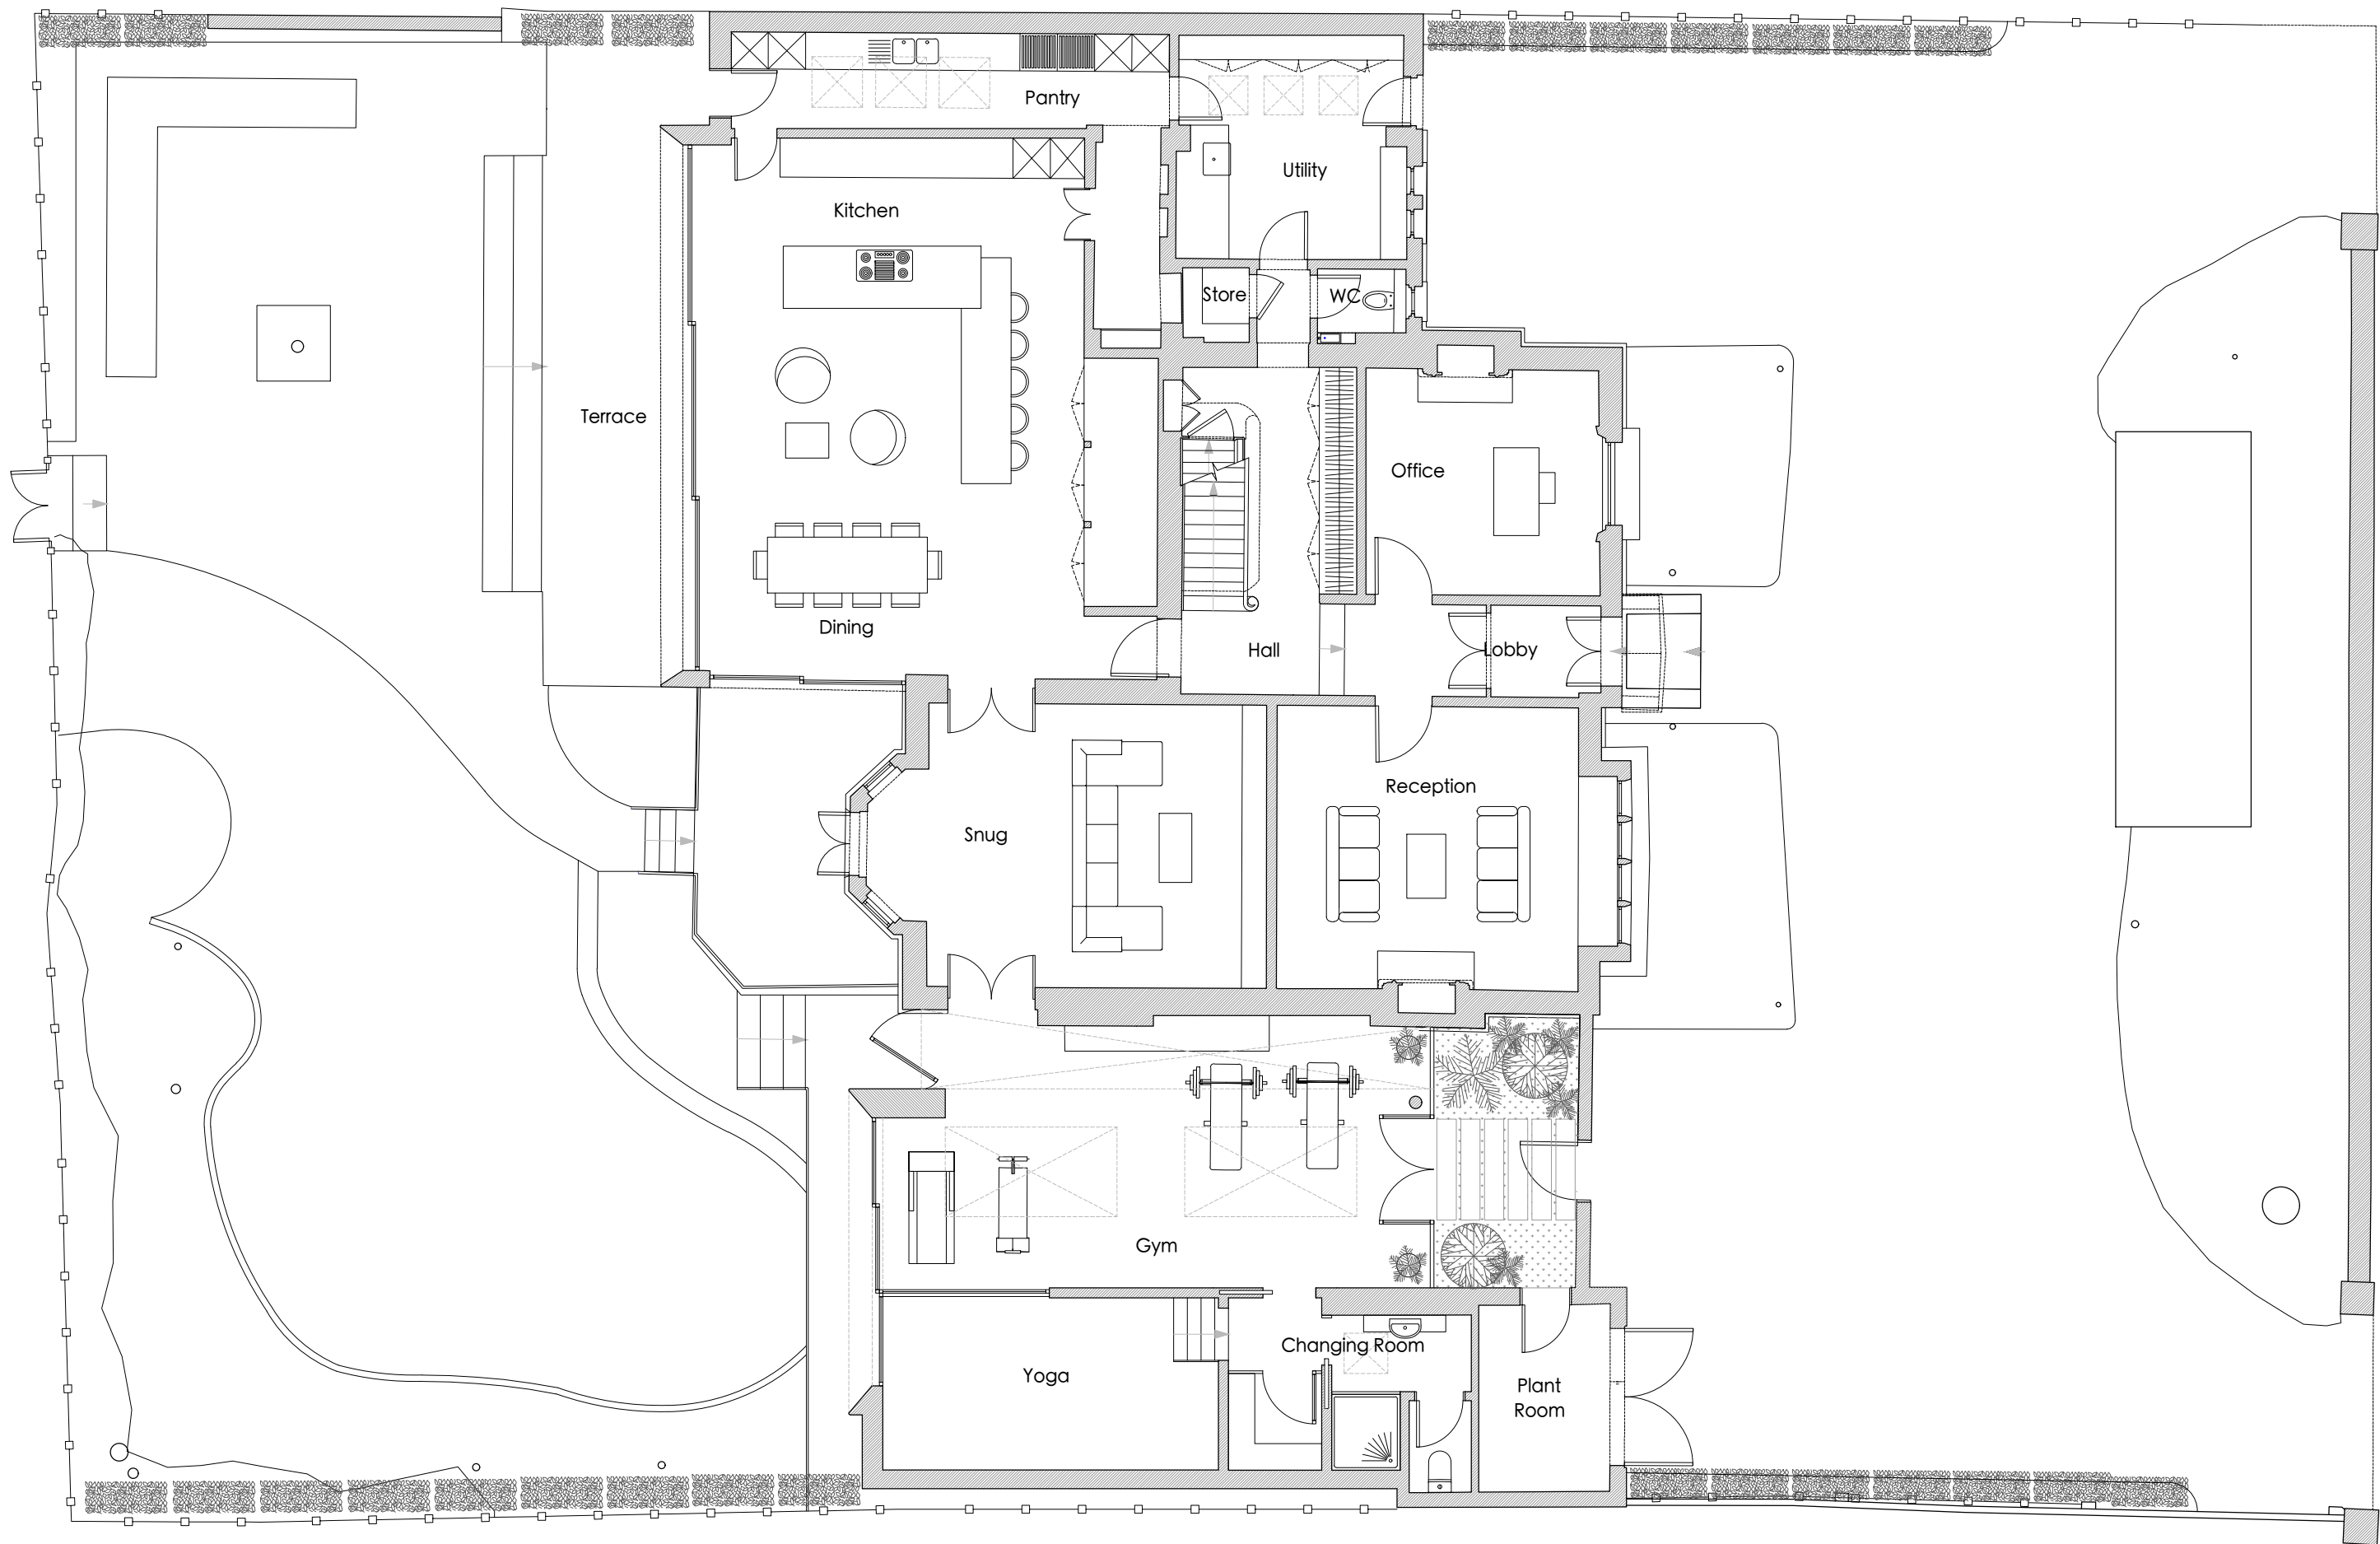 Pantry
Utility
Kitchen
Store
WC
Terrace
Office
Dining
Hall
Lobby
Reception
Snug
Gym
Changing Room
Yoga
Plant
Room